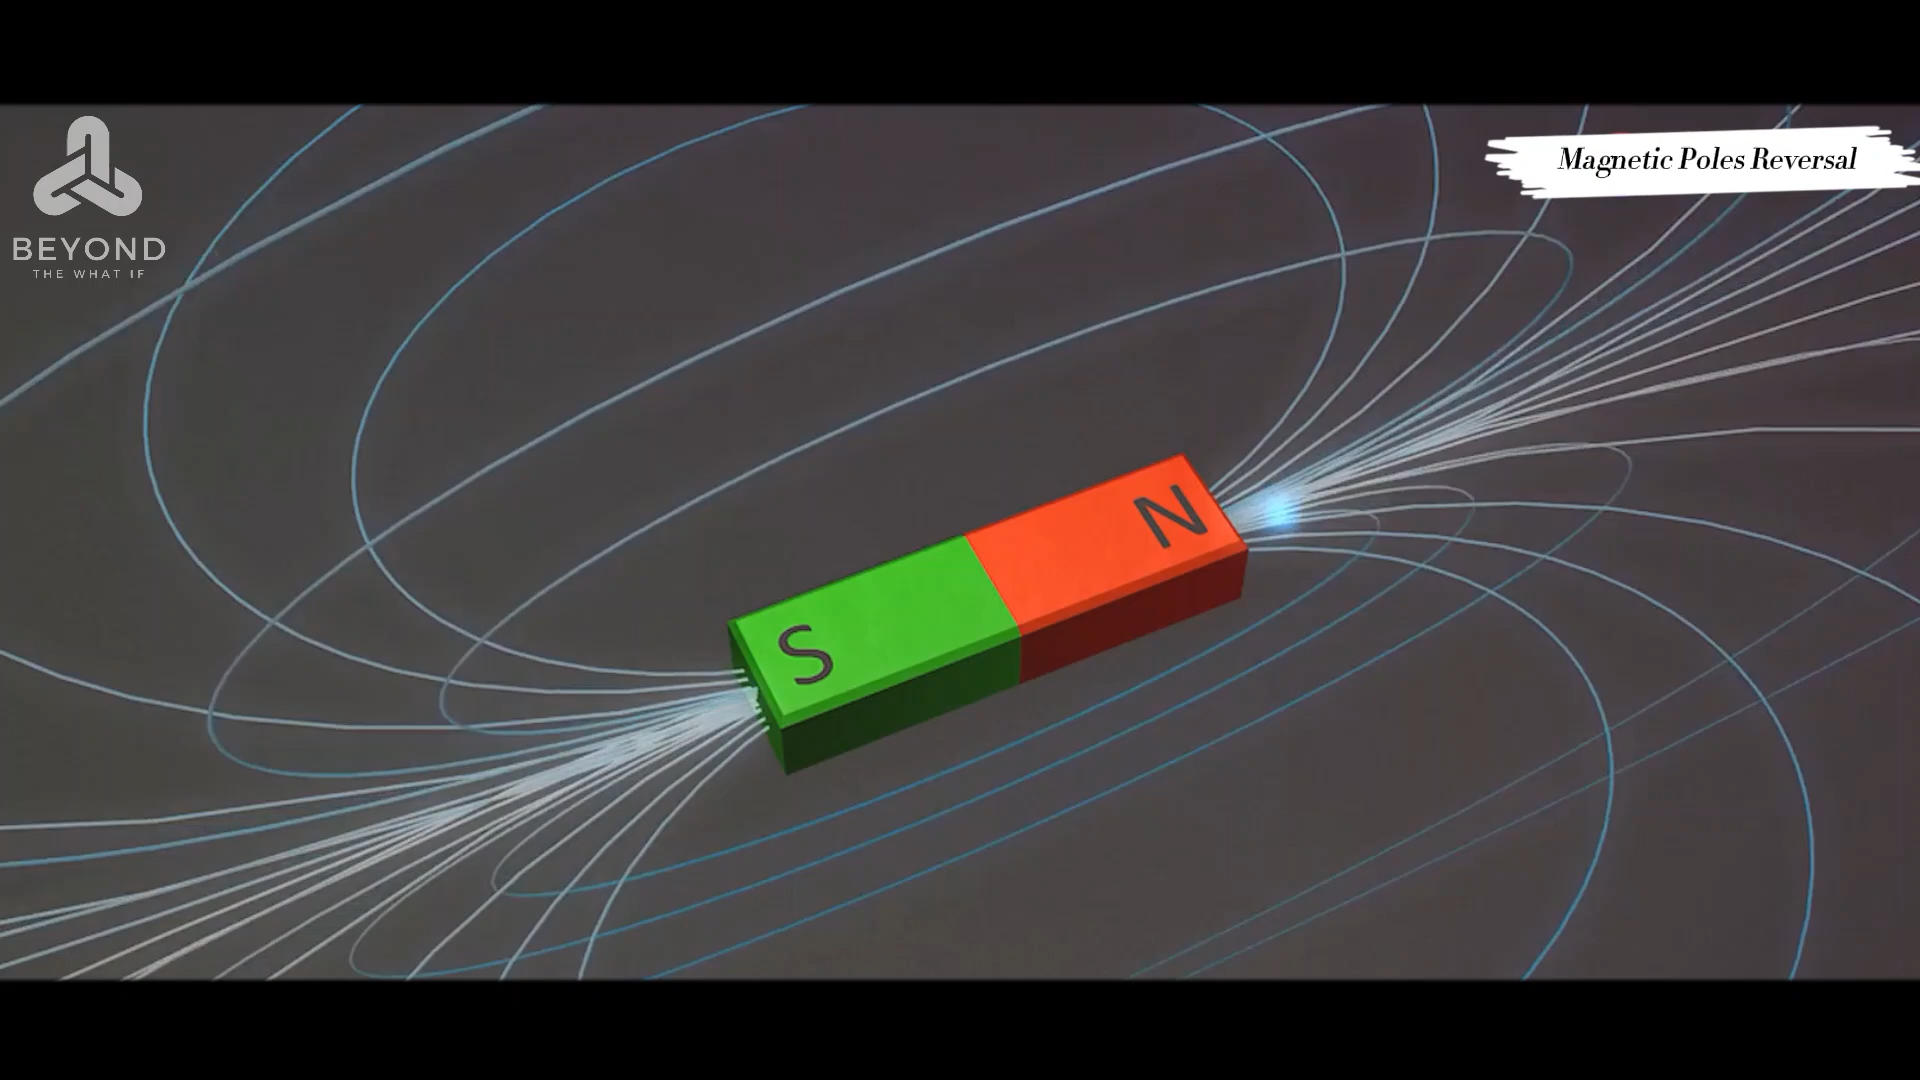 BEYOND
THE WHAT IF
Magnetic Poles Reversal
N
S